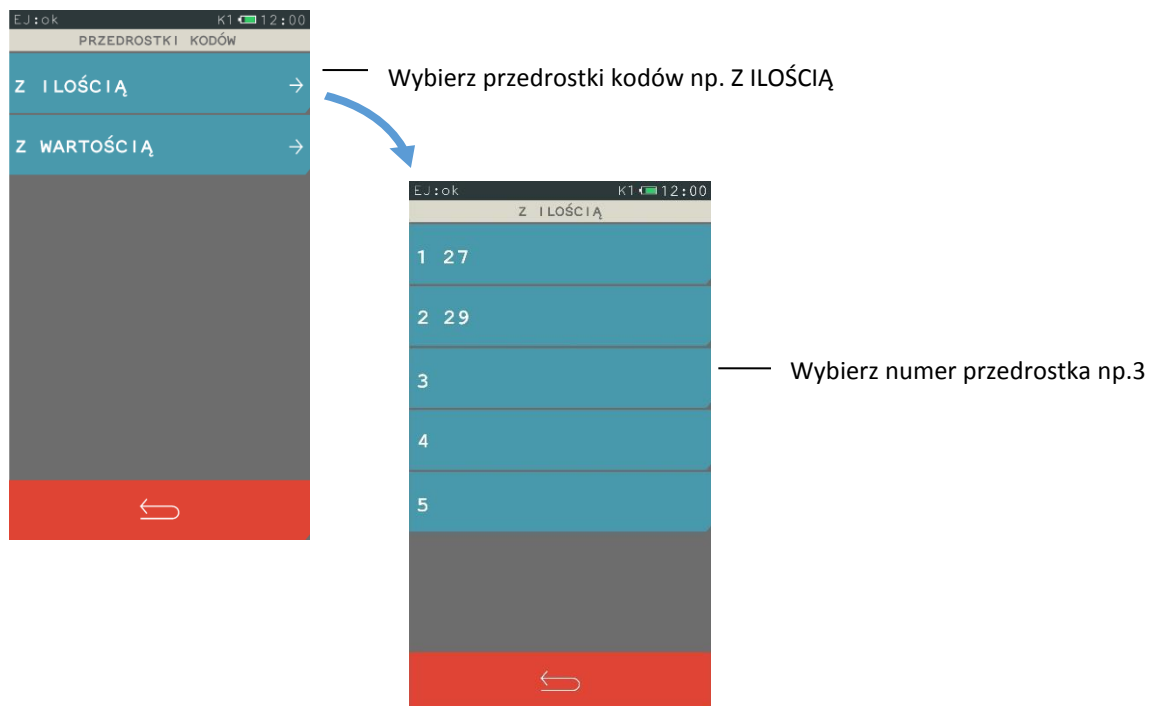 EJ:ok K1 12:00
PRZEDROSTKI KODÓW
Z ILOŚCIĄ →
Z WARTOŚCIĄ →
Wybierz przedrostki kodów np. Z ILOŚCIĄ
EJ:ok K1 12:00
Z ILOŚCIĄ
1 27
2 29
3
4
5
Wybierz numer przedrostka np.3